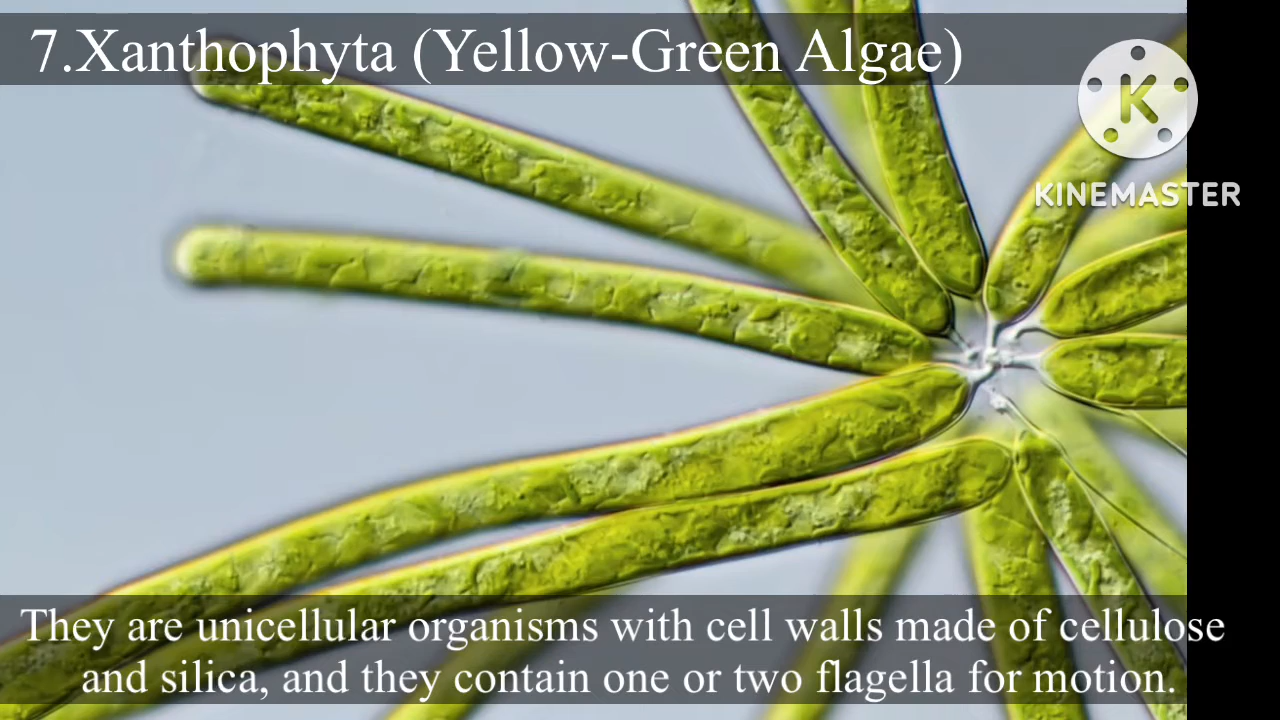 7.Xanthophyta (Yellow-Green Algae)
K
KINEMASTER
They are unicellular organisms with cell walls made of cellulose
and silica, and they contain one or two flagella for motion.